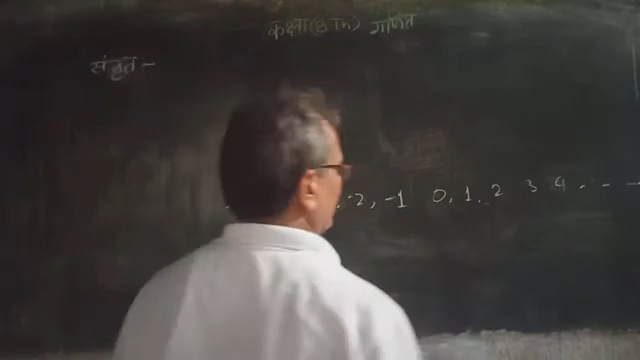 कक्षा (8 Th) गणित
संवृत -
-2, -1 0, 1, 2 3 4 . - - -